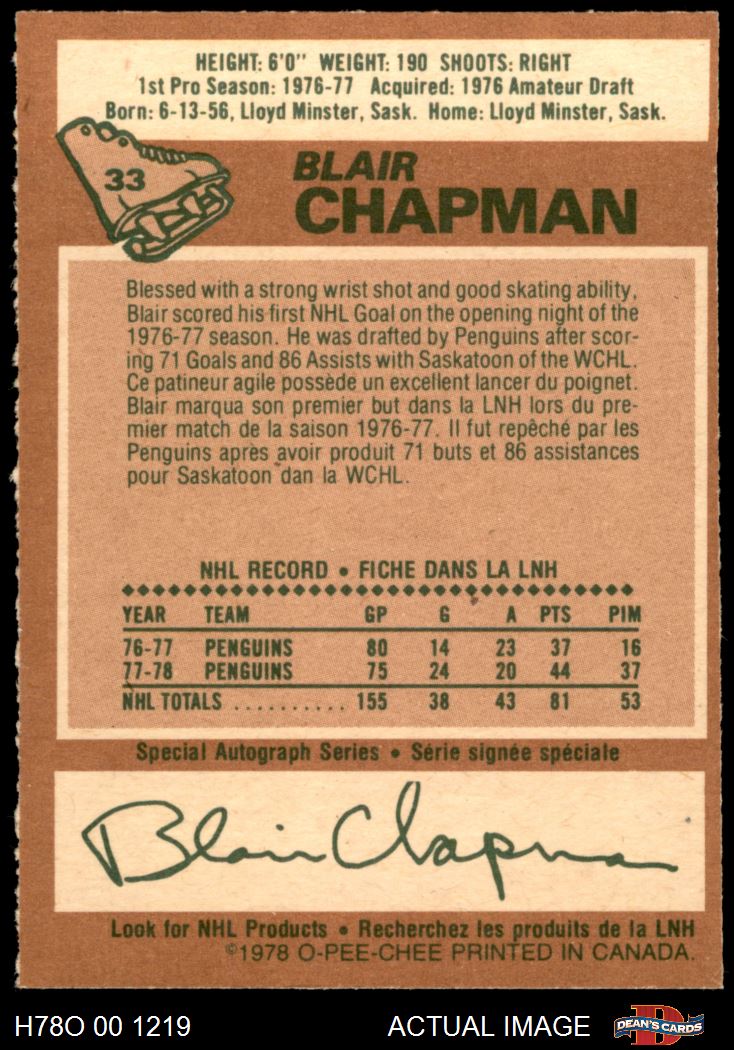 HEIGHT: 6'0" WEIGHT: 190 SHOOTS: RIGHT
1st Pro Season: 1976-77 Acquired: 1976 Amateur Draft
Born: 6-13-56, Lloyd Minster, Sask. Home: Lloyd Minster, Sask.
33
BLAIR
CHAPMAN
Blessed with a strong wrist shot and good skating ability,
Blair scored his first NHL Goal on the opening night of the
1976-77 season. He was drafted by Penguins after scor-
ing 71 Goals and 86 Assists with Saskatoon of the WCHL.
Ce patineur agile possède un excellent lancer du poignet.
Blair marqua son premier but dans la LNH lors du pre-
mier match de la saison 1976-77. Il fut repêché par les
Penguins après avoir produit 71 buts et 86 assistances
pour Saskatoon dan la WCHL.
NHL RECORD • FICHE DANS LA LNH
YEAR TEAM GP G A PTS PIM
76-77 PENGUINS 80 14 23 37 16
77-78 PENGUINS 75 24 20 44 37
NHL TOTALS .......... 155 38 43 81 53
Special Autograph Series • Série signée spéciale
Blair Chapman
Look for NHL Products • Recherchez les produits de la LNH
©1978 O-PEE-CHEE PRINTED IN CANADA.
H78O 00 1219 ACTUAL IMAGE D DEAN'S CARDS